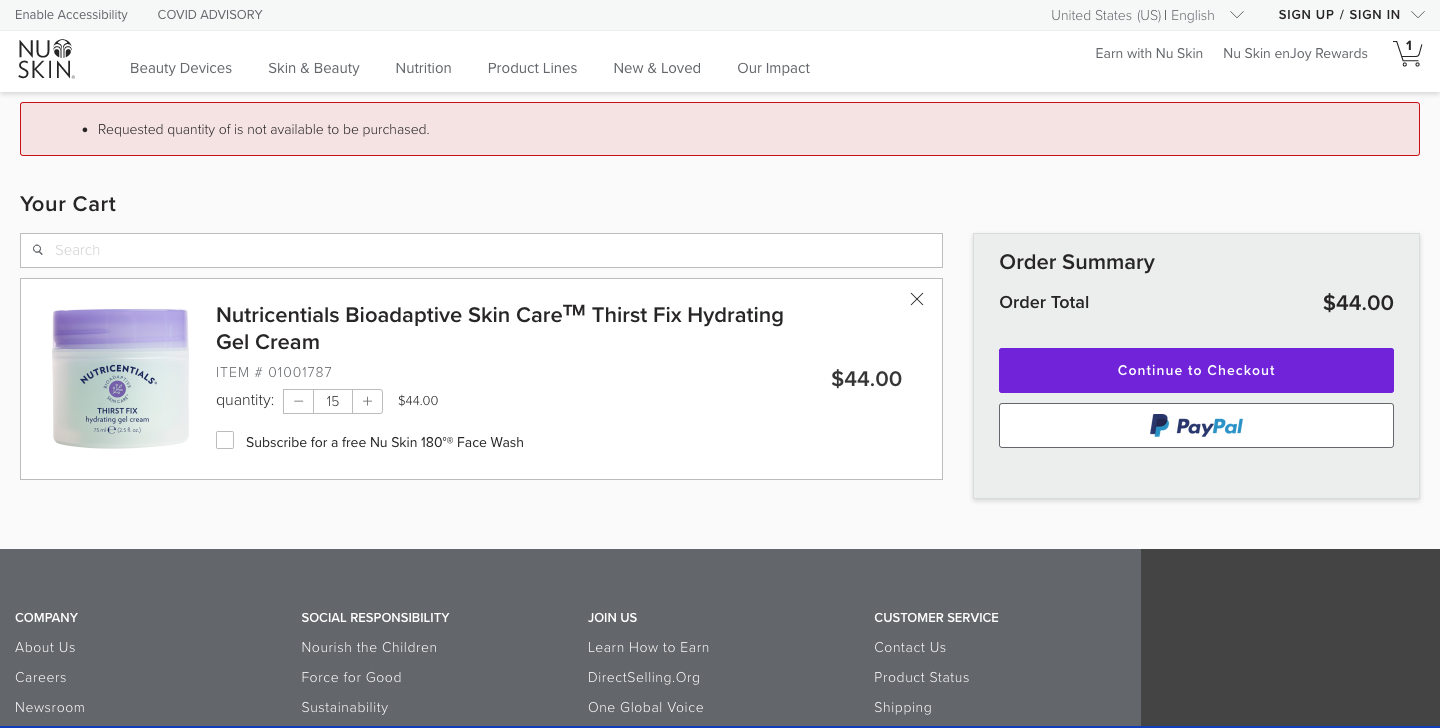 Enable Accessibility
COVID ADVISORY
United States (US) | English
SIGN UP / SIGN IN
NU SKIN
Beauty Devices
Skin & Beauty
Nutrition
Product Lines
New & Loved
Our Impact
Earn with Nu Skin
Nu Skin enJoy Rewards
1
• Requested quantity of is not available to be purchased.
Your Cart
Search
Nutricentials Bioadaptive Skin Care™ Thirst Fix Hydrating
Gel Cream
ITEM # 01001787
quantity: − 15 + $44.00
$44.00
Subscribe for a free Nu Skin 180°® Face Wash
NUTRICENTIALS®
BIOADAPTIVE
SKIN CARE
THIRST FIX
hydrating gel cream
75 ml ℮ (2.5 fl. oz.)
Order Summary
Order Total $44.00
Continue to Checkout
PayPal
COMPANY
About Us
Careers
Newsroom
SOCIAL RESPONSIBILITY
Nourish the Children
Force for Good
Sustainability
JOIN US
Learn How to Earn
DirectSelling.Org
One Global Voice
CUSTOMER SERVICE
Contact Us
Product Status
Shipping